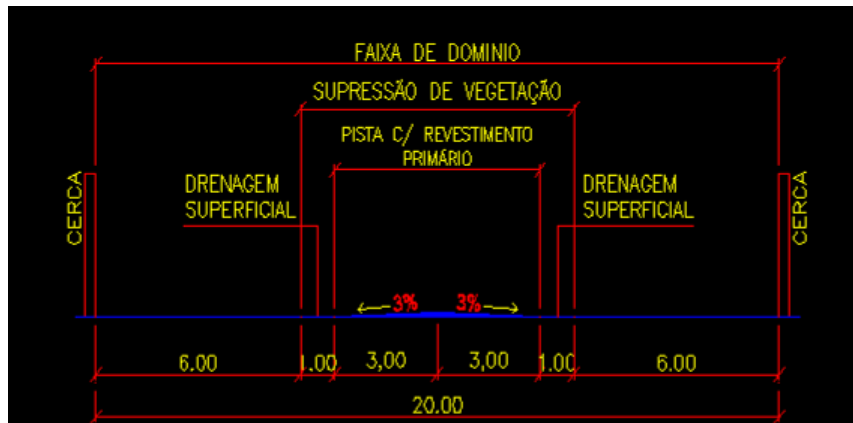 FAIXA DE DOMINIO
SUPRESSÃO DE VEGETAÇÃO
PISTA C/ REVESTIMENTO
PRIMÁRIO
CERCA
DRENAGEM
SUPERFICIAL
DRENAGEM
SUPERFICIAL
CERCA
3% 3%
6.00 1.00 3,00 3,00 1.00 6.00
20.00